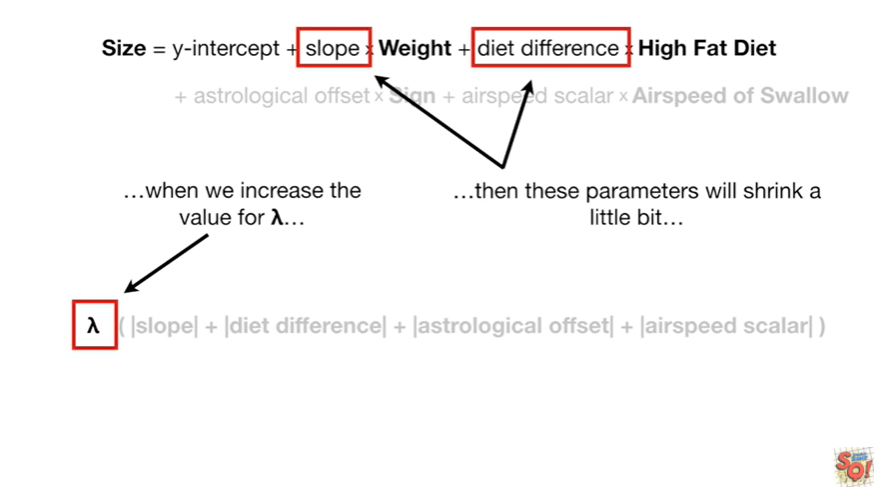 Size = y-intercept + slope x Weight + diet difference x High Fat Diet
+ astrological offset x Sign + airspeed scalar x Airspeed of Swallow
…when we increase the
value for λ…
…then these parameters will shrink a
little bit…
λ ( |slope| + |diet difference| + |astrological offset| + |airspeed scalar| )
SQ!